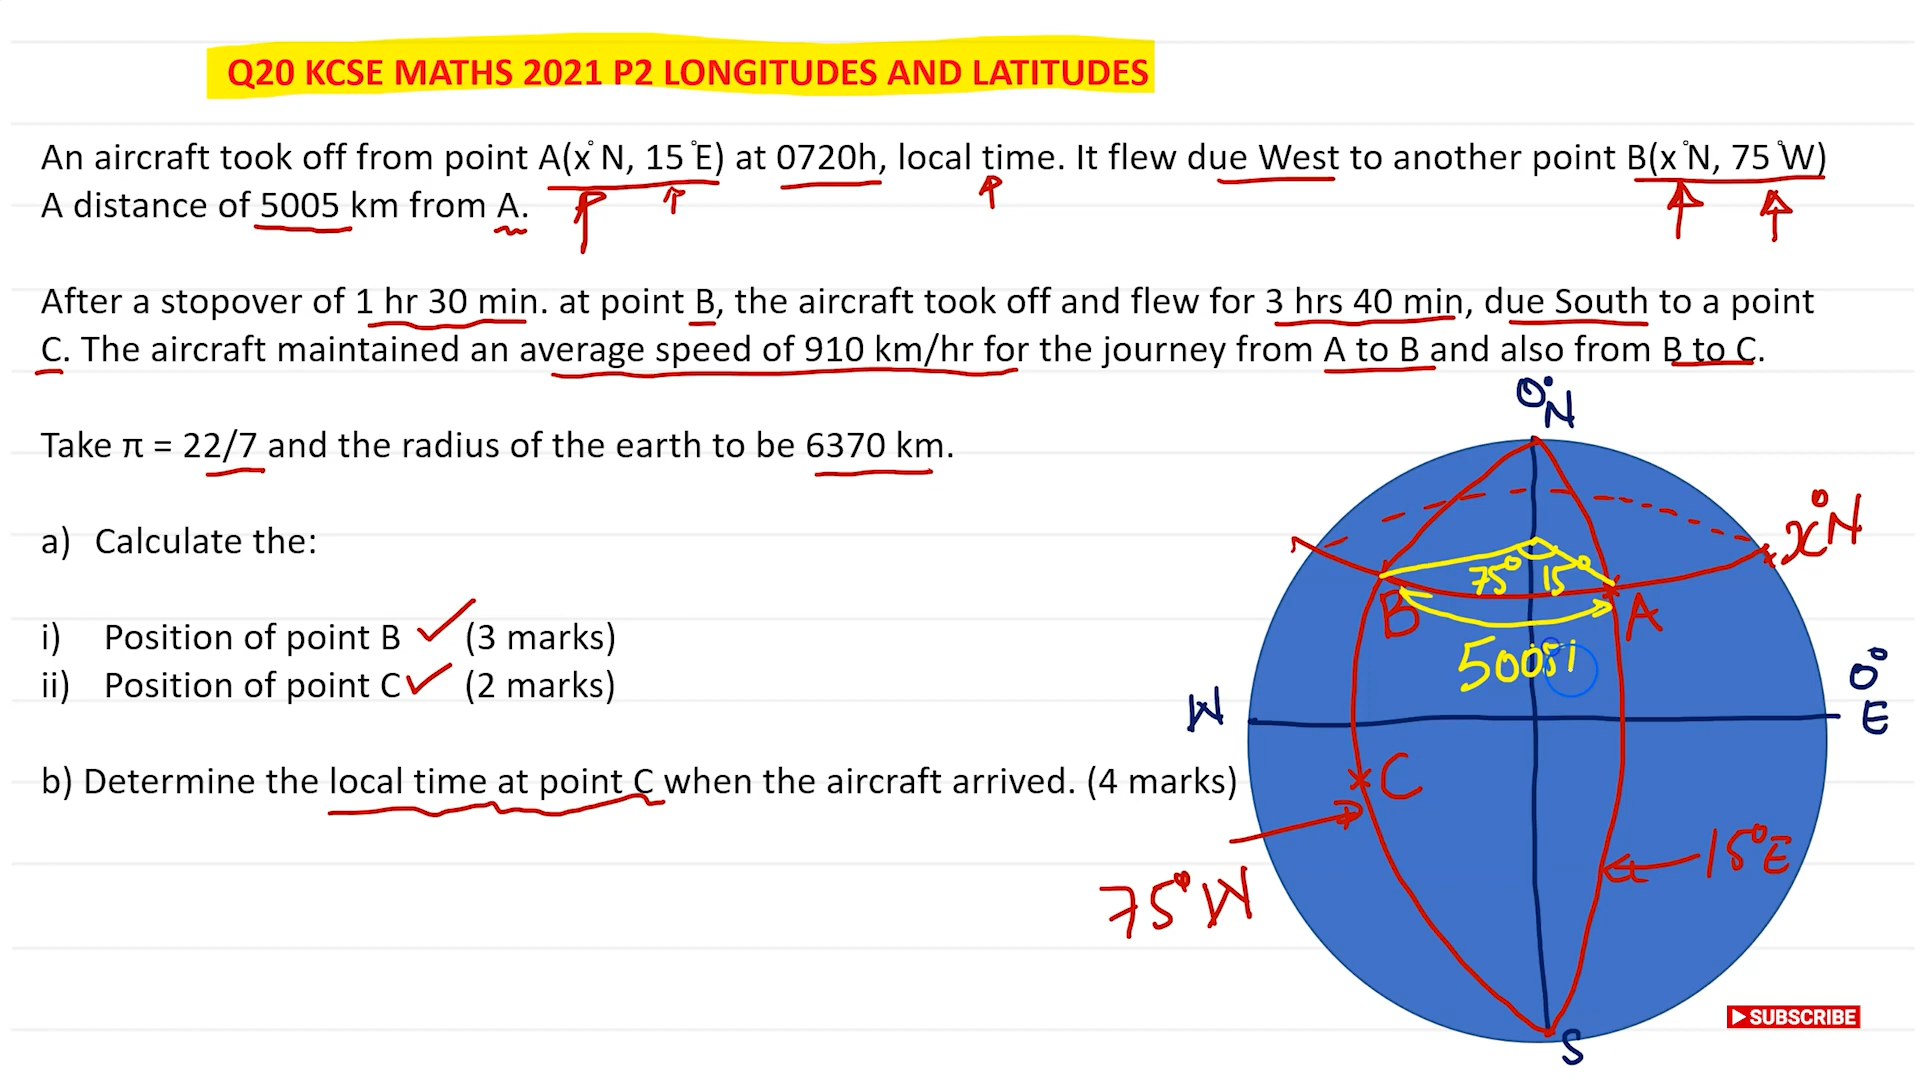 Q20 KCSE MATHS 2021 P2 LONGITUDES AND LATITUDES
An aircraft took off from point A(x°N, 15°E) at 0720h, local time. It flew due West to another point B(x°N, 75°W)
A distance of 5005 km from A.
After a stopover of 1 hr 30 min. at point B, the aircraft took off and flew for 3 hrs 40 min, due South to a point
C. The aircraft maintained an average speed of 910 km/hr for the journey from A to B and also from B to C.
Take π = 22/7 and the radius of the earth to be 6370 km.
a) Calculate the:
i) Position of point B (3 marks)
ii) Position of point C (2 marks)
b) Determine the local time at point C when the aircraft arrived. (4 marks)
0°
N
x°N
75° 15°
B
A
5005
0°
W
E
C
15°E
75°W
SUBSCRIBE
S